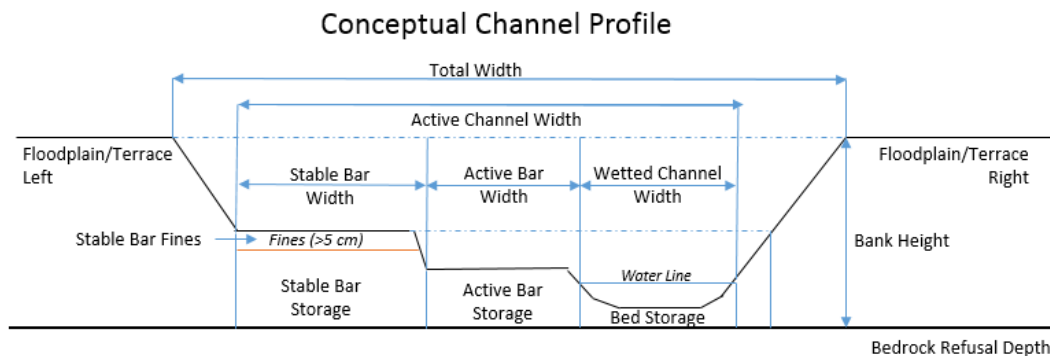 Conceptual Channel Profile
Total Width
Active Channel Width
Floodplain/Terrace
Left
Floodplain/Terrace
Right
Stable Bar
Width
Active Bar
Width
Wetted Channel
Width
Stable Bar Fines
Fines (>5 cm)
Bank Height
Water Line
Stable Bar
Storage
Active Bar
Storage
Bed Storage
Bedrock Refusal Depth